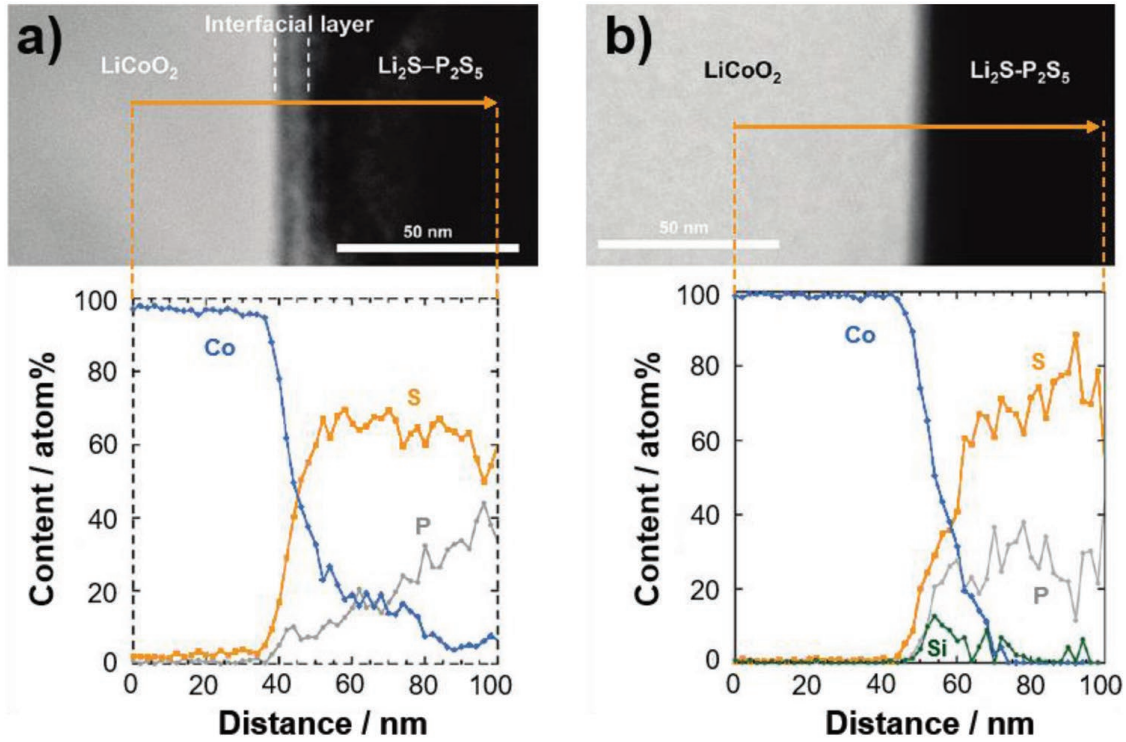 a)
Interfacial layer
LiCoO₂
Li₂S–P₂S₅
50 nm
100
80
60
40
20
0
Content / atom%
Co
S
P
0 20 40 60 80 100
Distance / nm
b)
LiCoO₂
Li₂S-P₂S₅
50 nm
100
80
60
40
20
0
Content / atom%
Co
S
P
Si
0 20 40 60 80 100
Distance / nm